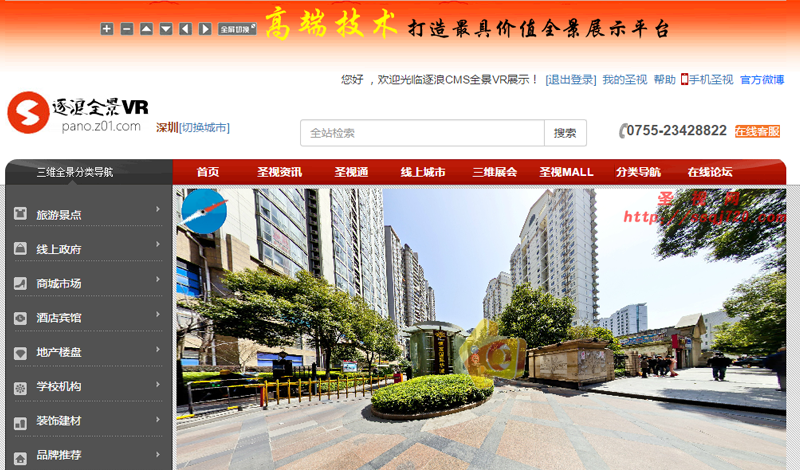 全屏切换
高端技术 打造最具价值全景展示平台
您好 ，欢迎光临逐浪CMS全景VR展示！ [退出登录] 我的圣视 帮助 手机圣视 官方微博
逐浪全景VR
pano.z01.com
深圳[切换城市]
全站检索
搜索
0755-23428822
在线客服
三维全景分类导航
首页 圣视资讯 圣视通 线上城市 三维展会 圣视MALL 分类导航 在线论坛
圣视网
旅游景点
线上政府
商城市场
酒店宾馆
地产楼盘
学校机构
装饰建材
品牌推荐